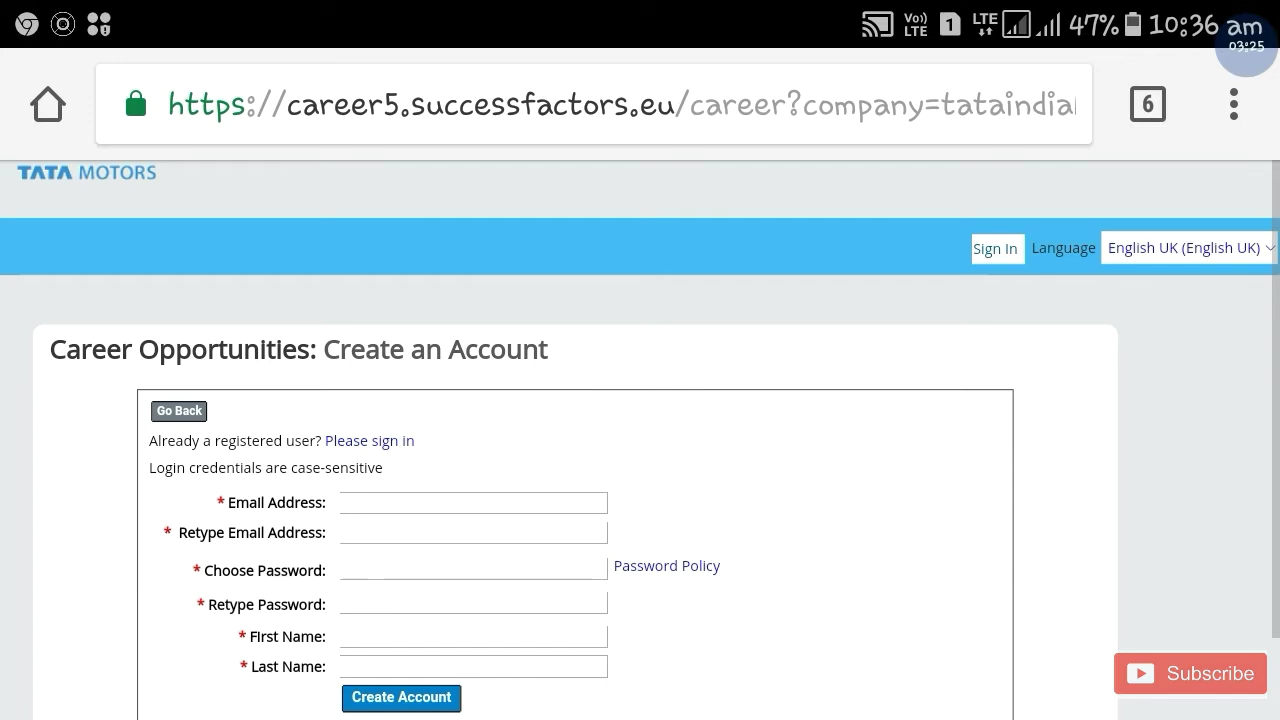 Vo)) LTE 1 LTE 47% 10:36 am
03:25
https://career5.successfactors.eu/career?company=tataindia
6
TATA MOTORS
Sign In Language English UK (English UK)
Career Opportunities: Create an Account
Go Back
Already a registered user? Please sign in
Login credentials are case-sensitive
* Email Address:
* Retype Email Address:
* Choose Password: Password Policy
* Retype Password:
* First Name:
* Last Name:
Create Account
Subscribe